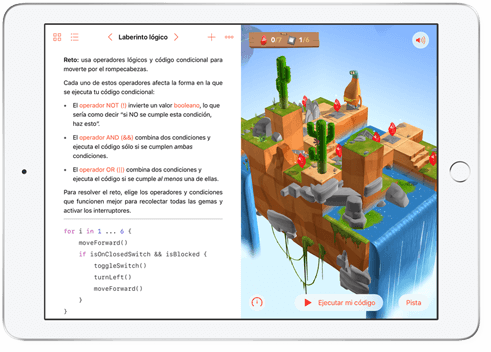 Laberinto lógico
Reto: usa operadores lógicos y código condicional para
moverte por el rompecabezas.
Cada uno de estos operadores afecta la forma en la que
se ejecuta tu código condicional:
• El operador NOT (!) invierte un valor booleano, lo que
sería como decir “si NO se cumple esta condición,
haz esto”.
• El operador AND (&&) combina dos condiciones y
ejecuta el código sólo si se cumplen ambas
condiciones.
• El operador OR (||) combina dos condiciones y
ejecuta el código si se cumple al menos una de ellas.
Para resolver el reto, elige los operadores y condiciones
que funcionen mejor para recolectar todas las gemas y
activar los interruptores.
for i in 1 ... 6 {
moveForward()
if isOnClosedSwitch && isBlocked {
toggleSwitch()
turnLeft()
moveForward()
}
}
0/7 1/6
Ejecutar mi código
Pista